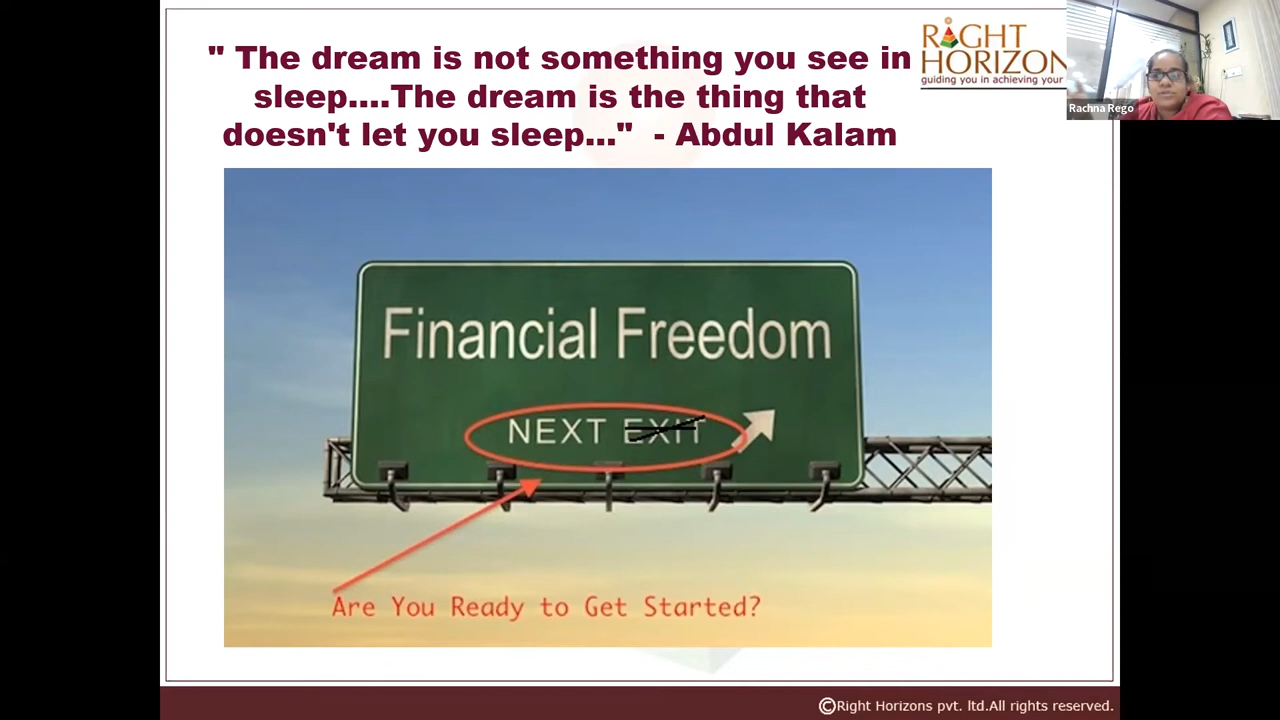 " The dream is not something you see in
sleep....The dream is the thing that
doesn't let you sleep..." - Abdul Kalam
RIGHT
HORIZON
guiding you in achieving your
Rachna Rego
Financial Freedom
NEXT EXIT
Are You Ready to Get Started?
©Right Horizons pvt. ltd.All rights reserved.